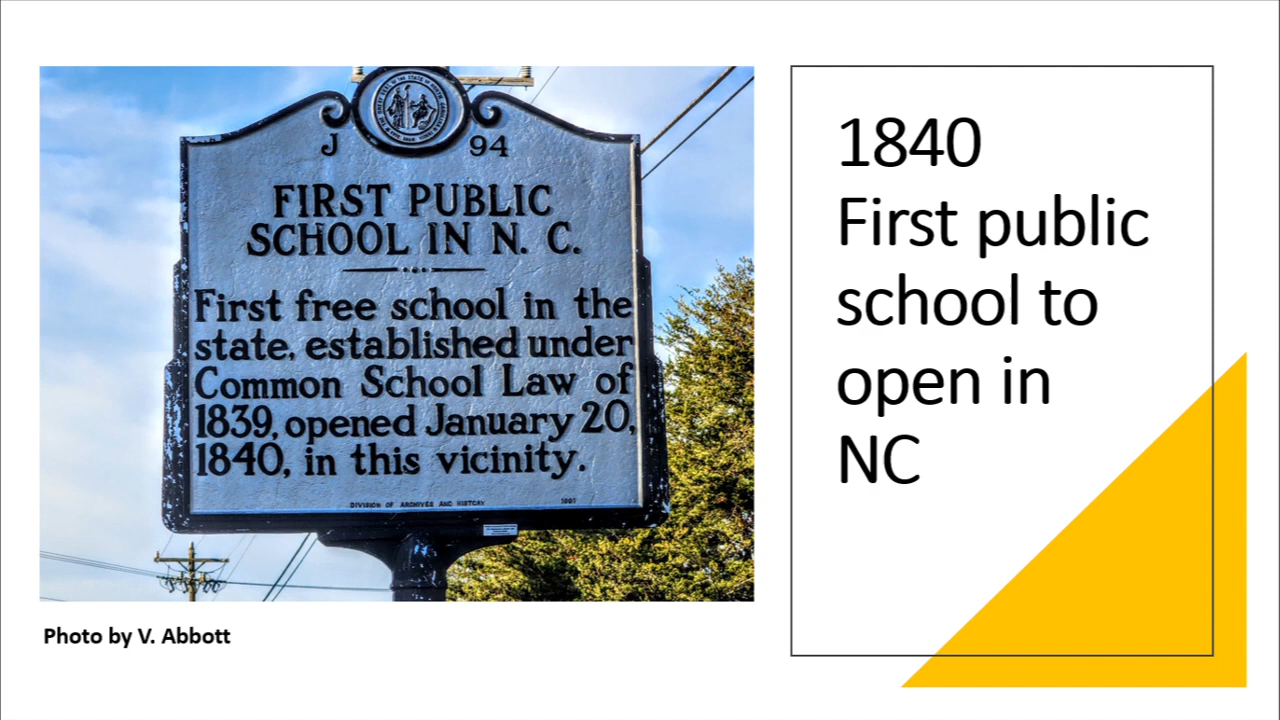 J 94
FIRST PUBLIC
SCHOOL IN N. C.
First free school in the
state, established under
Common School Law of
1839, opened January 20,
1840, in this vicinity.
DIVISION OF ARCHIVES AND HISTORY
Photo by V. Abbott
1840
First public
school to
open in
NC